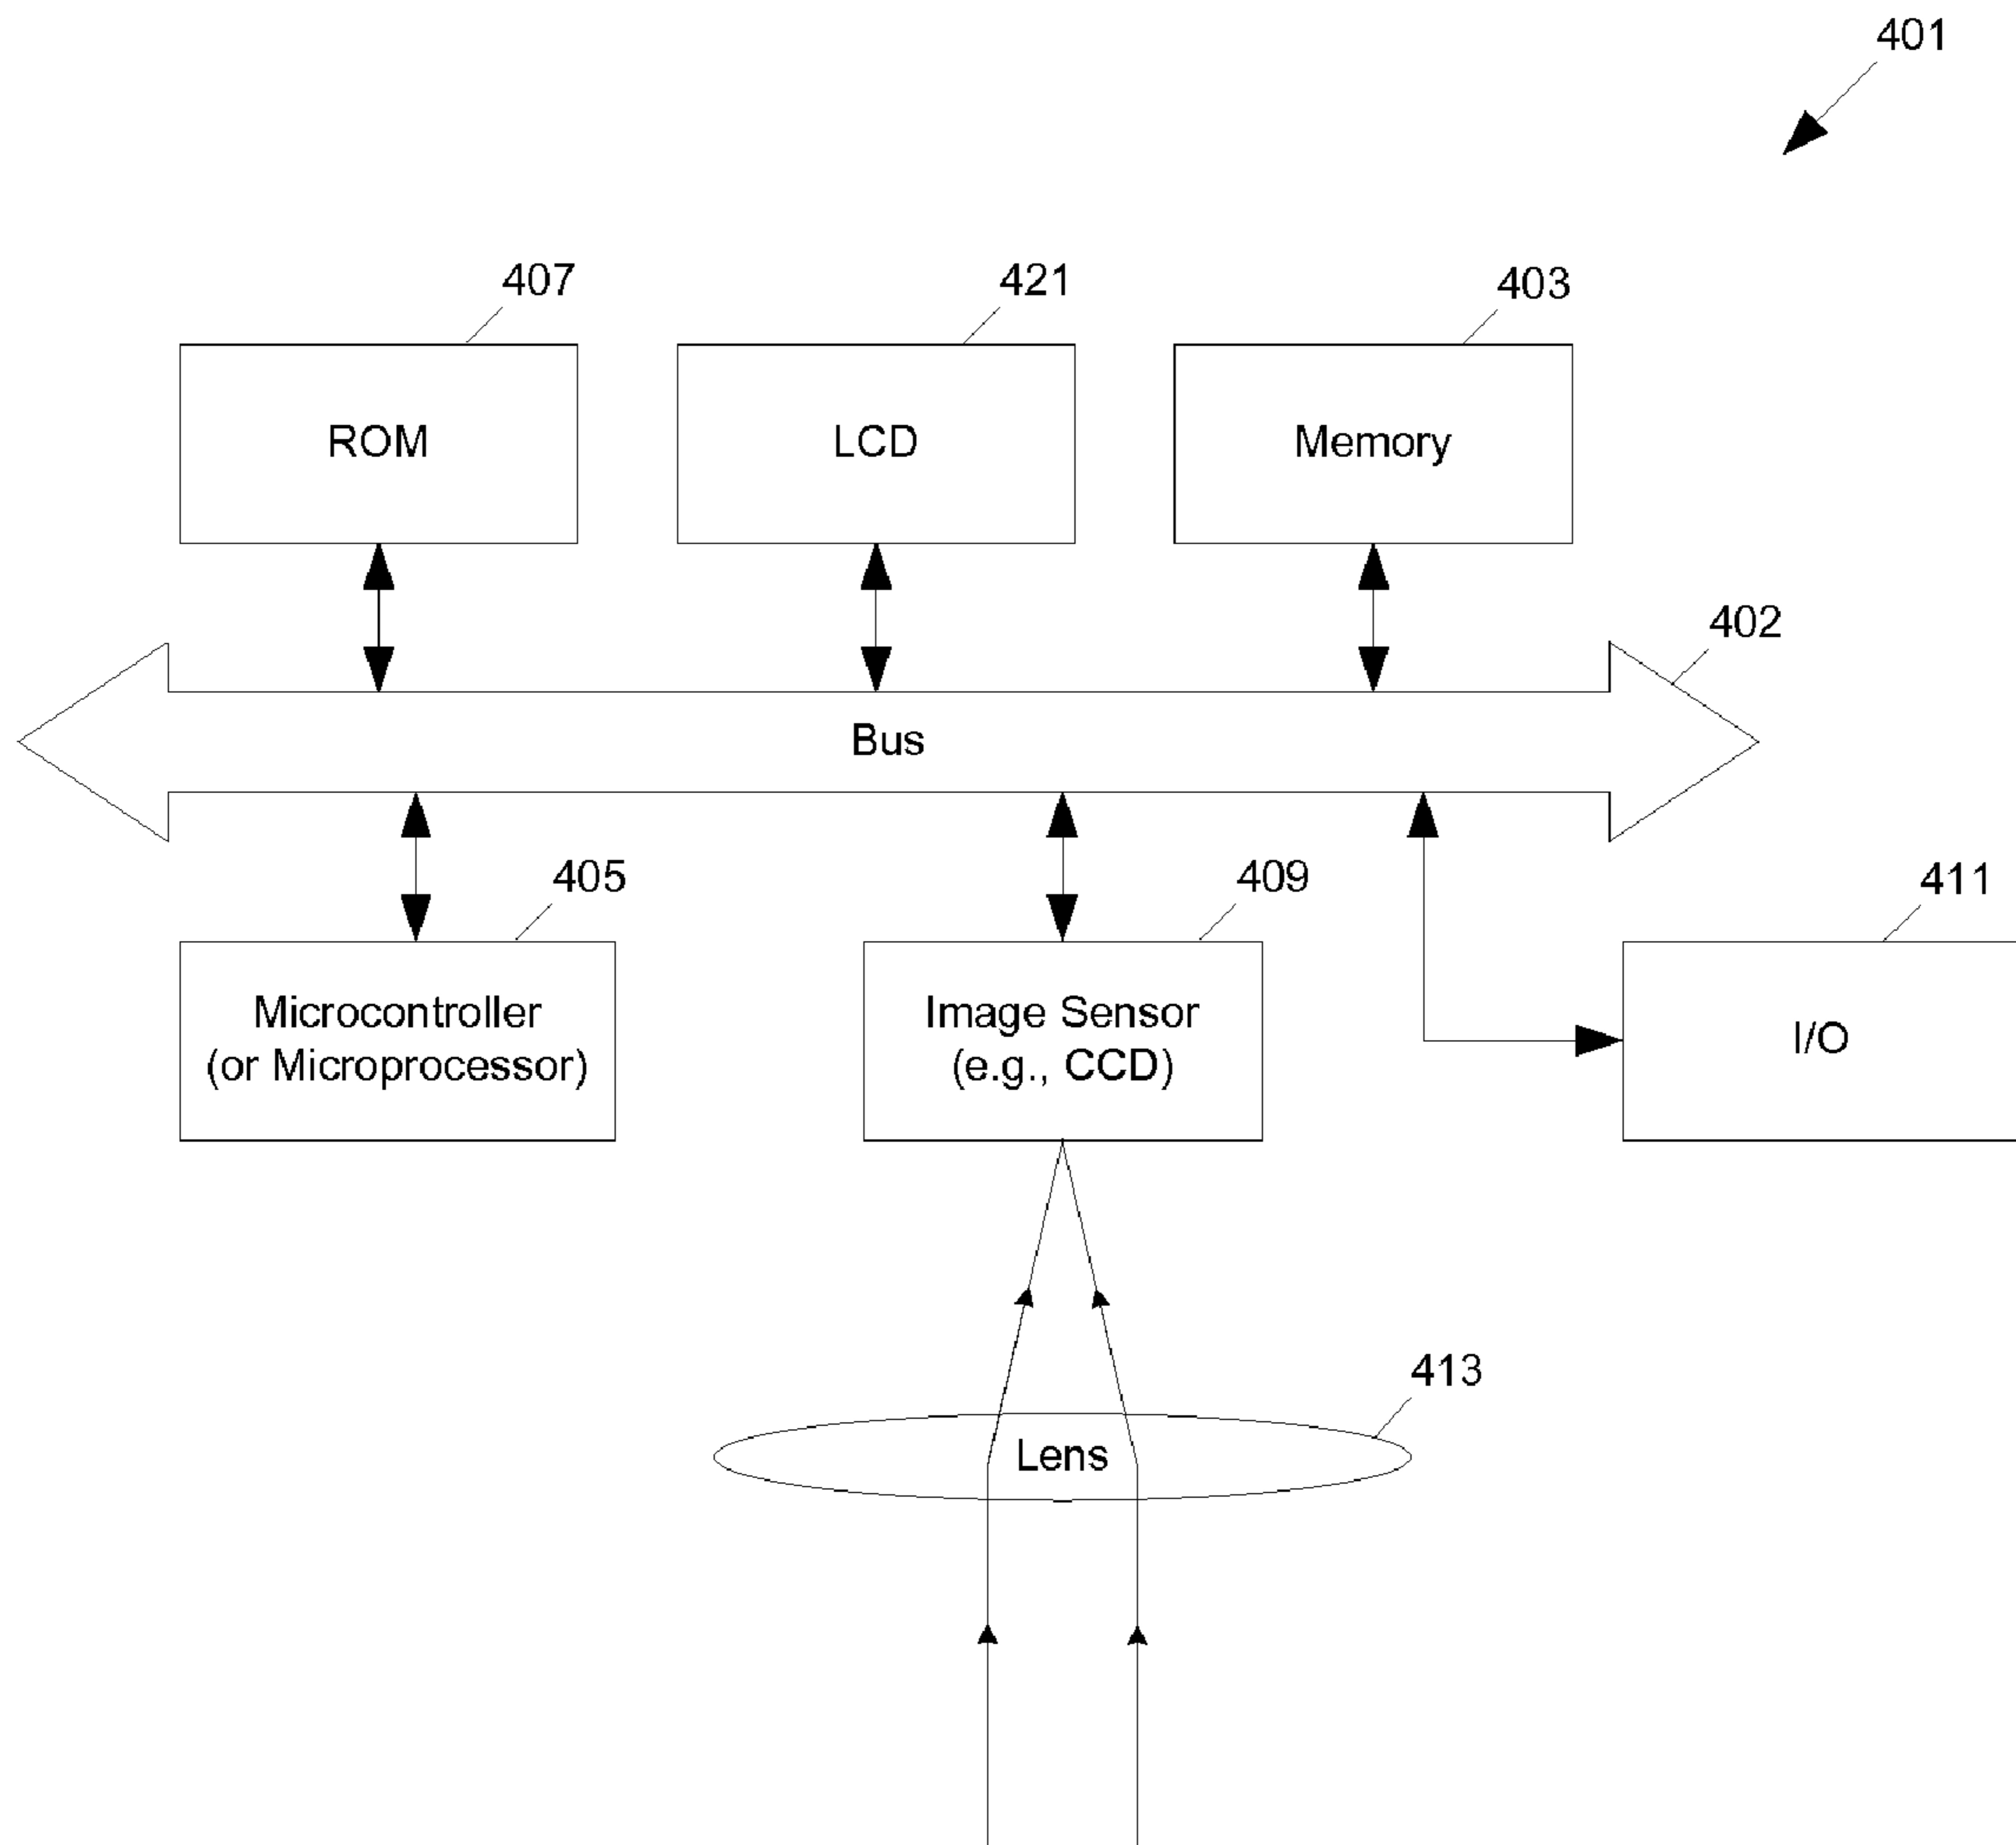 401
407
421
403
ROM
LCD
Memory
402
Bus
405
409
411
Microcontroller
(or Microprocessor)
Image Sensor
(e.g., CCD)
I/O
413
Lens